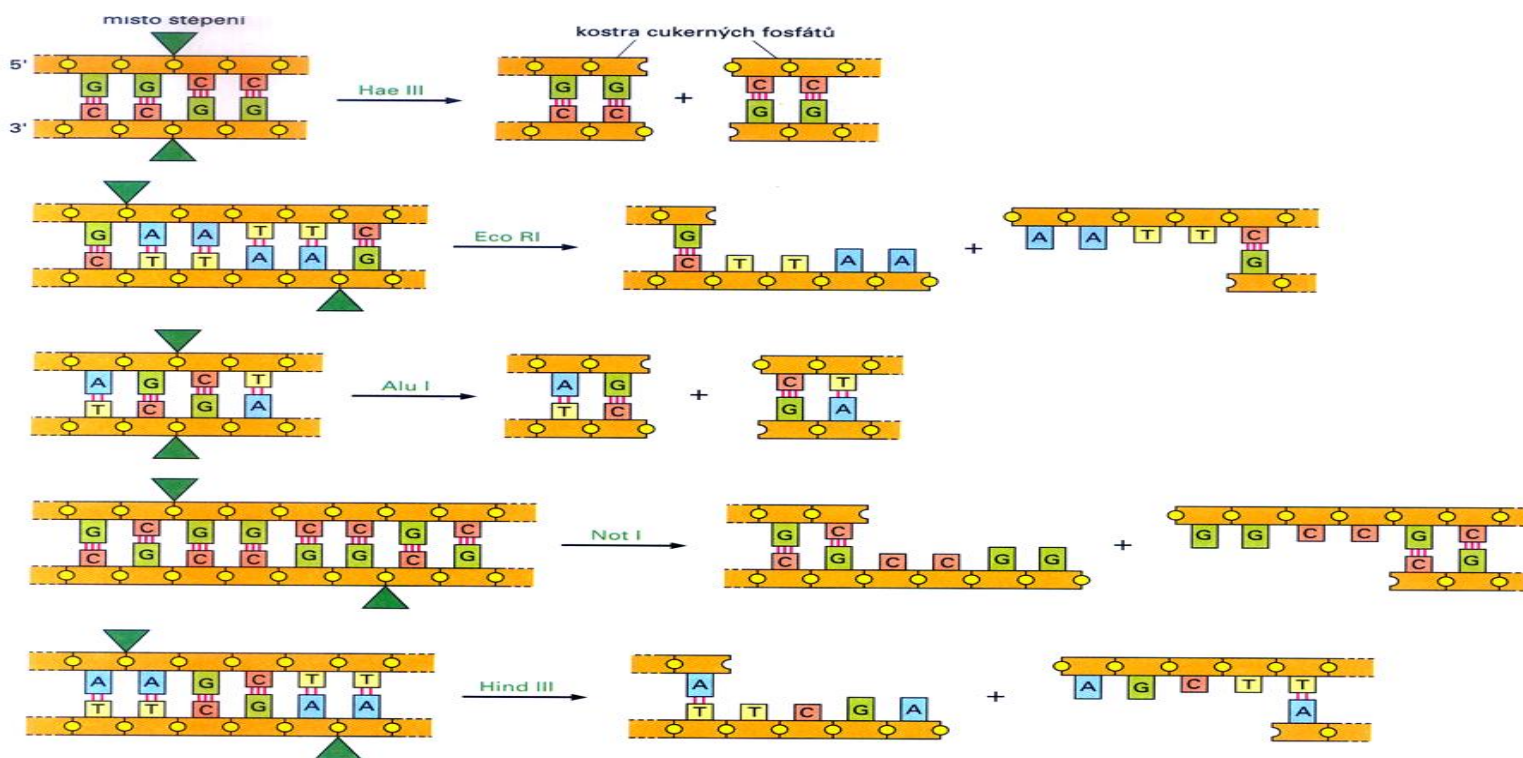 místo štěpení
kostra cukerných fosfátů
5'
G G C C
Hae III
G G
+
C C
C C G G
C C
G G
3'
G A A T T C
Eco RI
G
+
A A T T C
C T T A A G
C T T A A
G
A G C T
Alu I
A G
+
C T
T C G A
T C
G A
G C G G C C G C
Not I
G C
+
G G C C G C
C G C C G G C G
C G C C G G
C G
A A G C T T
Hind III
A
+
A G C T T
T T C G A A
T T C G A
A